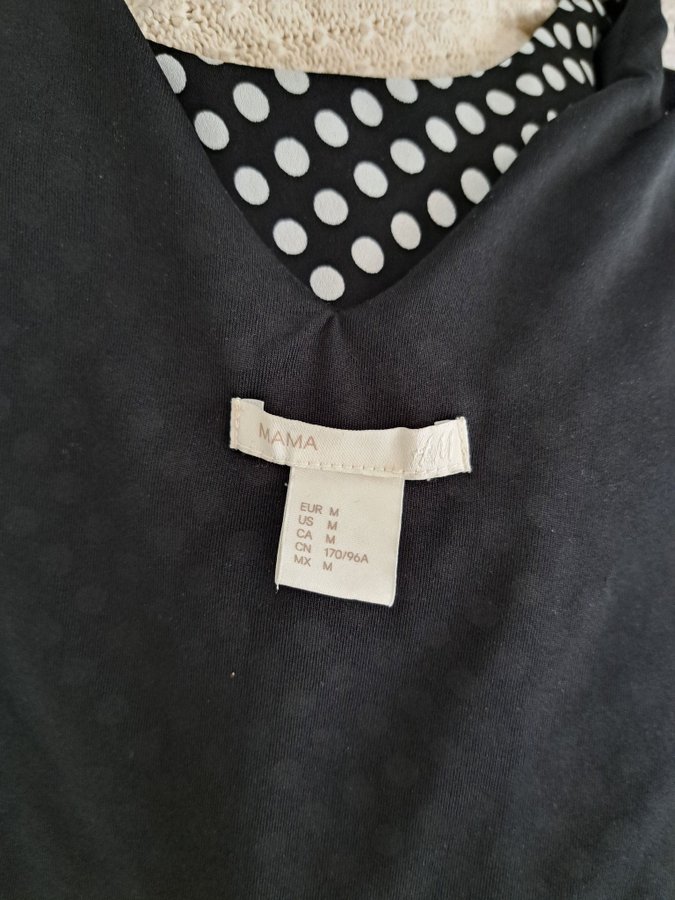 MAMA H&M
EUR M
US M
CA M
CN 170/96A
MX M